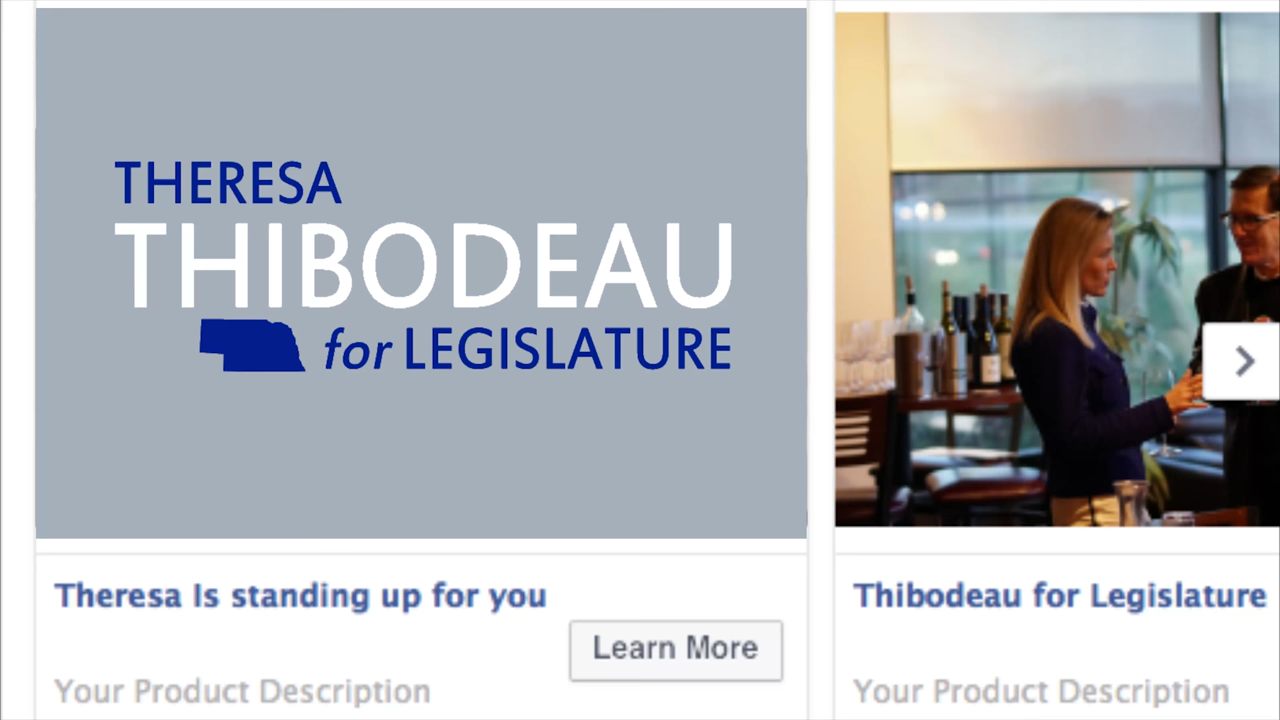 THERESA
THIBODEAU
for LEGISLATURE
Theresa Is standing up for you
Learn More
Your Product Description
Thibodeau for Legislature
Your Product Description